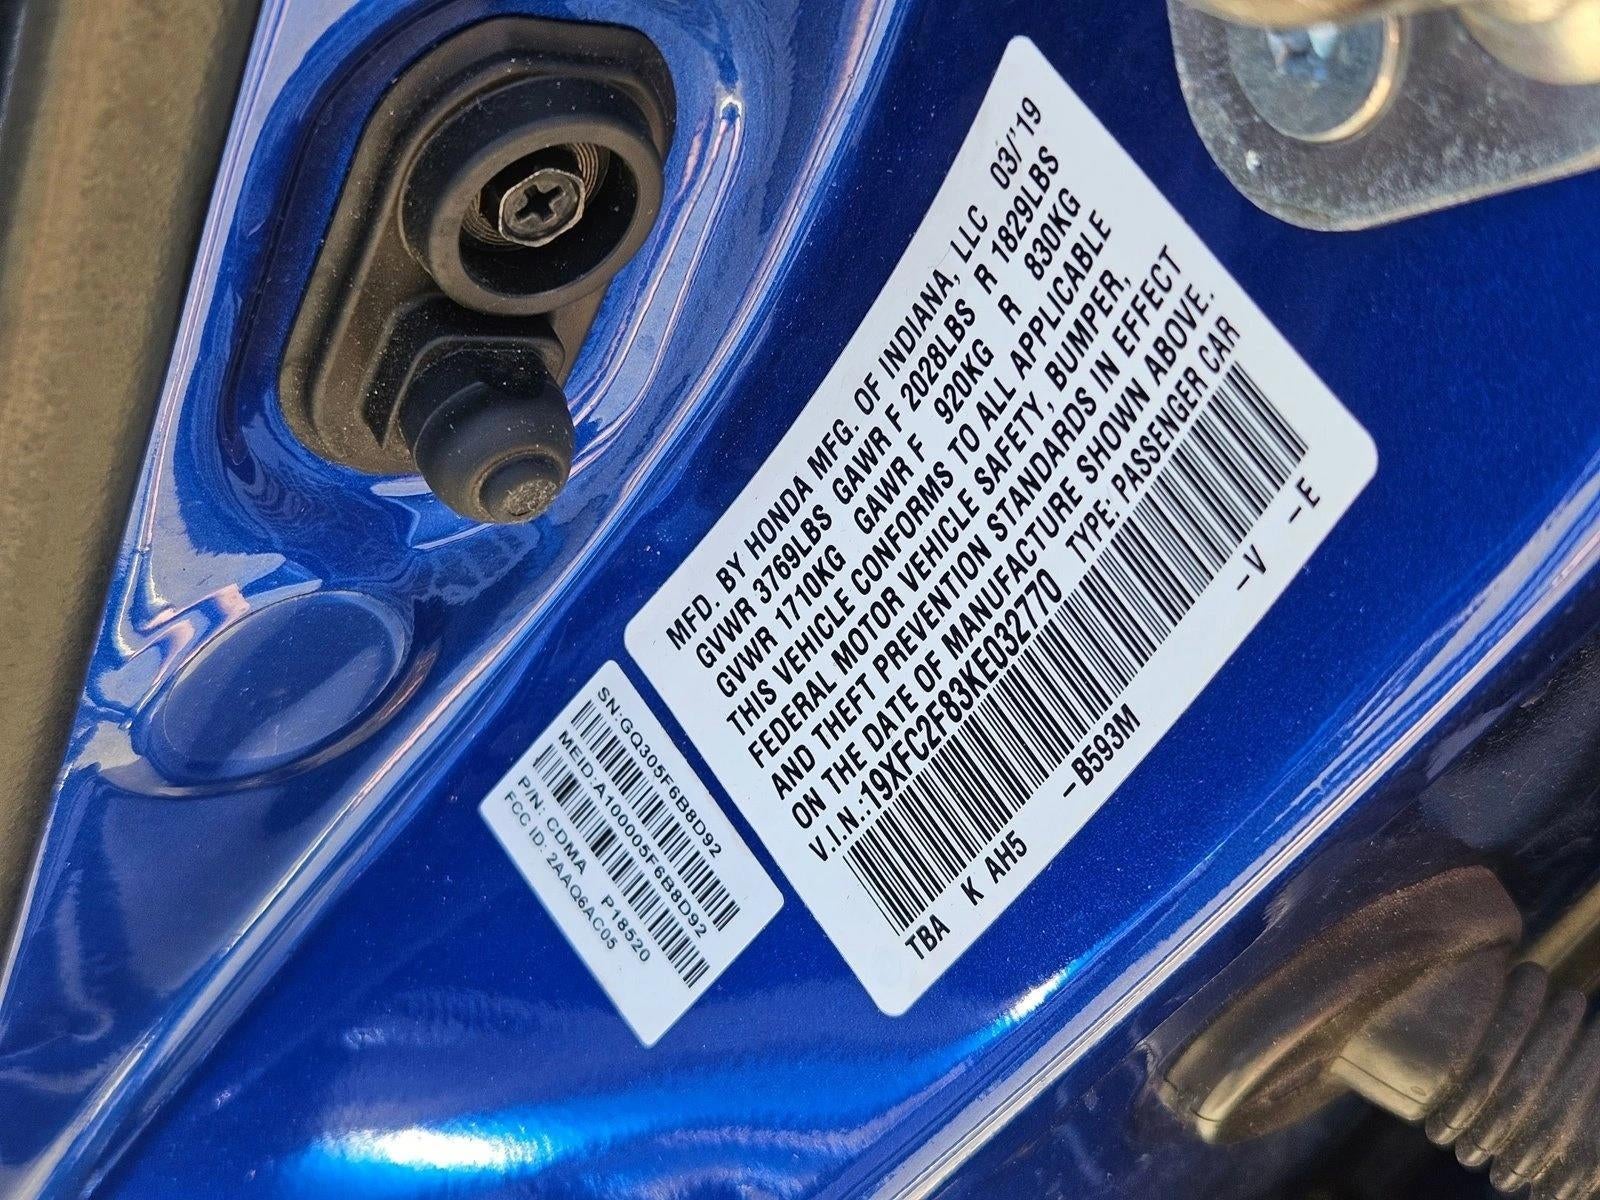 MFD. BY HONDA MFG. OF INDIANA, LLC 03/'19
GVWR 3769LBS GAWR F 2028LBS R 1829LBS
GVWR 1710KG GAWR F 920KG R 830KG
THIS VEHICLE CONFORMS TO ALL APPLICABLE
FEDERAL MOTOR VEHICLE SAFETY, BUMPER,
AND THEFT PREVENTION STANDARDS IN EFFECT
ON THE DATE OF MANUFACTURE SHOWN ABOVE.
V.I.N.:19XFC2F83KE032770 TYPE: PASSENGER CAR
TBA K AH5 -B593M -V -E
SN:GQ305F6B8D92
MEID:A100005F6B8D92
P/N: CDMA P18520
FCC ID: 2AAQ6AC05